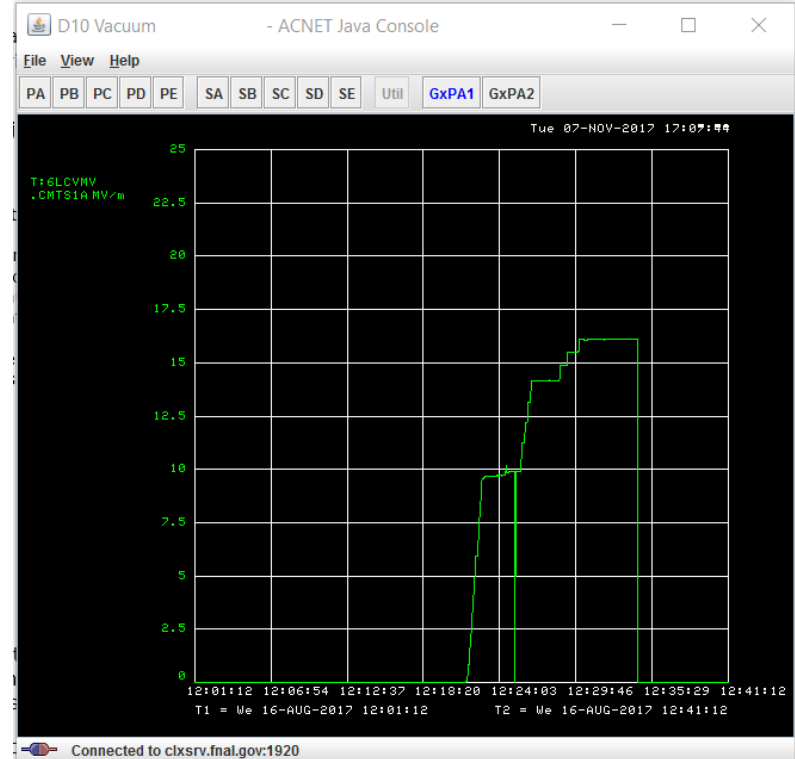 D10 Vacuum - ACNET Java Console
File View Help
PA PB PC PD PE SA SB SC SD SE Util GxPA1 GxPA2
Tue 07-NOV-2017
25
T:6LCVMV
.CMTS1A MV/m
22.5
20
17.5
15
12.5
10
7.5
5
2.5
0
12:01:12 12:06:54 12:12:37 12:18:20 12:24:03 12:29:46 12:35:29 12:41:12
T1 = We 16-AUG-2017 12:01:12 T2 = We 16-AUG-2017 12:41:12
Connected to clxsrv.fnal.gov:1920